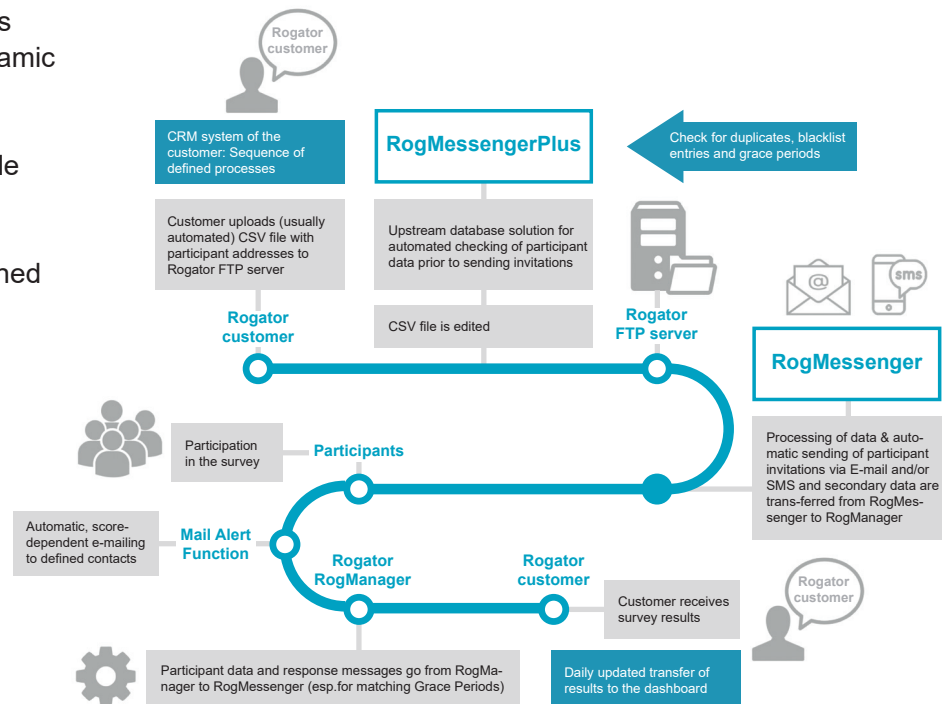 s
amic
le
ned
Rogator
customer
CRM system of the
customer: Sequence of
defined processes
RogMessengerPlus
Check for duplicates, blacklist
entries and grace periods
Customer uploads (usually
automated) CSV file with
participant addresses to
Rogator FTP server
Upstream database solution for
automated checking of participant
data prior to sending invitations
CSV file is edited
Rogator
customer
Rogator
FTP server
@
sms
RogMessenger
Processing of data & auto-
matic sending of participant
invitations via E-mail and/or
SMS and secondary data are
trans-ferred from RogMes-
senger to RogManager
Participation
in the survey
Participants
Automatic, score-
dependent e-mailing
to defined contacts
Mail Alert
Function
Rogator
RogManager
Rogator
customer
Customer receives
survey results
Rogator
customer
Participant data and response messages go from RogMa-
nager to RogMessenger (esp.for matching Grace Periods)
Daily updated transfer of
results to the dashboard